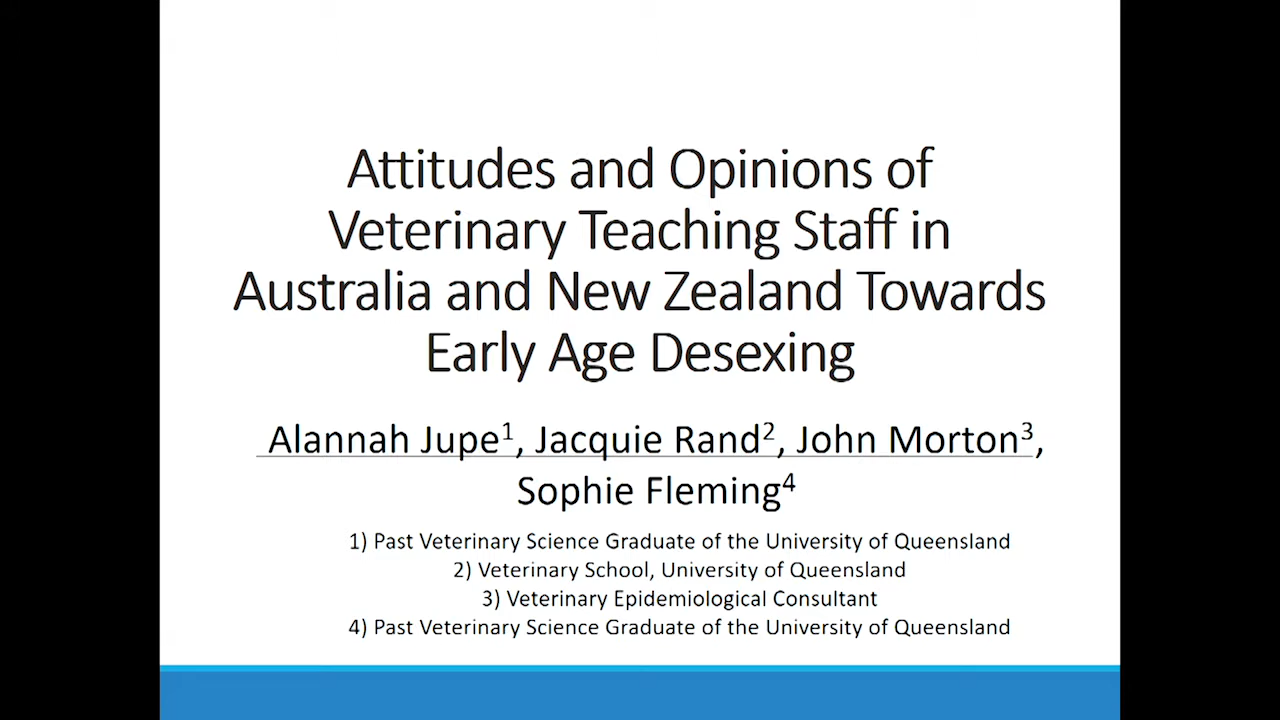 Attitudes and Opinions of
Veterinary Teaching Staff in
Australia and New Zealand Towards
Early Age Desexing
Alannah Jupe¹, Jacquie Rand², John Morton³,
Sophie Fleming⁴
1) Past Veterinary Science Graduate of the University of Queensland
2) Veterinary School, University of Queensland
3) Veterinary Epidemiological Consultant
4) Past Veterinary Science Graduate of the University of Queensland